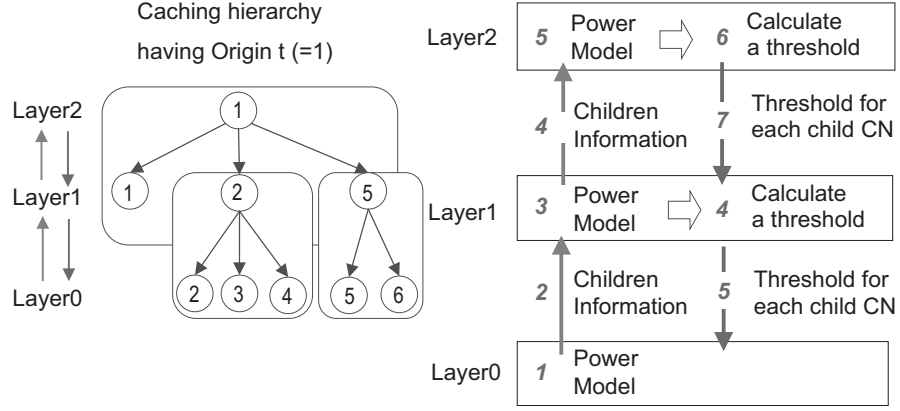 Caching hierarchy
having Origin t (=1)
Layer2
Layer1
Layer0
1
1
2
5
2
3
4
5
6
Layer2
5 Power Model
6 Calculate a threshold
4 Children Information
7 Threshold for each child CN
Layer1
3 Power Model
4 Calculate a threshold
2 Children Information
5 Threshold for each child CN
Layer0
1 Power Model